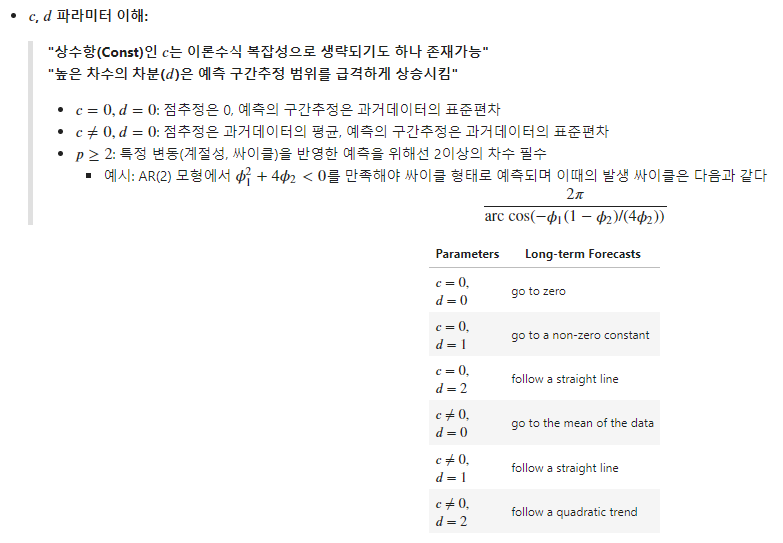 • c, d 파라미터 이해:
"상수항(Const)인 c는 이론수식 복잡성으로 생략되기도 하나 존재가능"
"높은 차수의 차분(d)은 예측 구간추정 범위를 급격하게 상승시킴"
• c = 0, d = 0: 점추정은 0, 예측의 구간추정은 과거데이터의 표준편차
• c ≠ 0, d = 0: 점추정은 과거데이터의 평균, 예측의 구간추정은 과거데이터의 표준편차
• p ≥ 2: 특정 변동(계절성, 싸이클)을 반영한 예측을 위해선 2이상의 차수 필수
▪ 예시: AR(2) 모형에서 ϕ₁² + 4ϕ₂ < 0를 만족해야 싸이클 형태로 예측되며 이때의 발생 싸이클은 다음과 같다
2π
arc cos(−ϕ₁(1 − ϕ₂)/(4ϕ₂))
Parameters Long-term Forecasts
c = 0,
d = 0
go to zero
c = 0,
d = 1
go to a non-zero constant
c = 0,
d = 2
follow a straight line
c ≠ 0,
d = 0
go to the mean of the data
c ≠ 0,
d = 1
follow a straight line
c ≠ 0,
d = 2
follow a quadratic trend